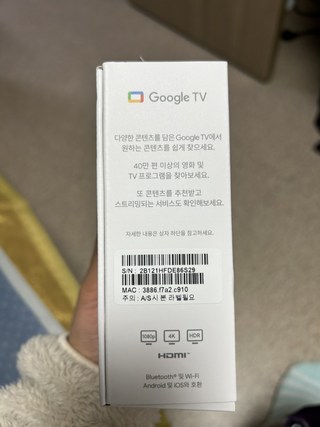 Google TV
다양한 콘텐츠를 담은 Google TV에서
원하는 콘텐츠를 쉽게 찾으세요.
40만 편 이상의 영화 및
TV 프로그램을 찾아보세요.
또 콘텐츠를 추천받고
스트리밍되는 서비스도 확인해보세요.
자세한 내용은 상자 하단을 참고하세요.
S/N : 2B121HFDE86S29
MAC : 3886.f7a2.c910
주의 : A/S시 본 라벨필요
1080p 4K HDR
HDMI
Bluetooth® 및 Wi-Fi
Android 및 iOS와 호환